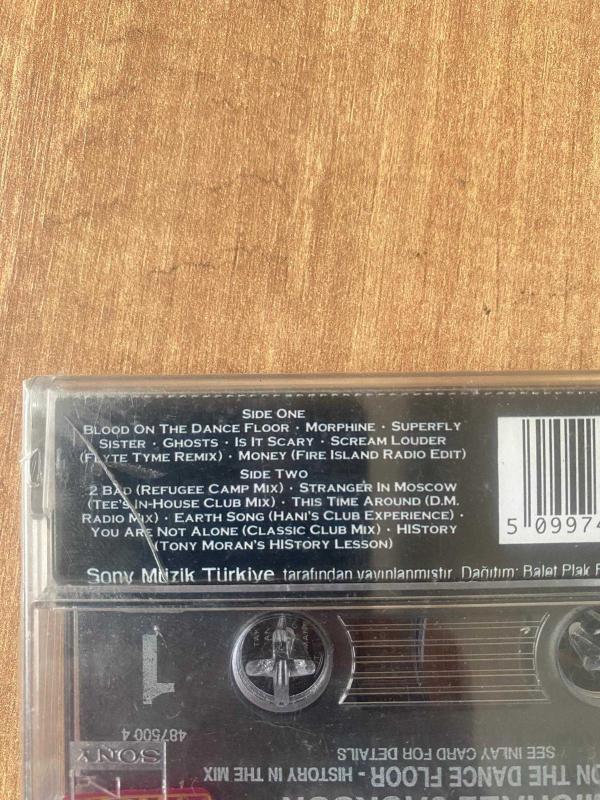 SIDE ONE
BLOOD ON THE DANCE FLOOR · MORPHINE · SUPERFLY
SISTER · GHOSTS · IS IT SCARY · SCREAM LOUDER
(FLYTE TYME REMIX) · MONEY (FIRE ISLAND RADIO EDIT)
SIDE TWO
2 BAD (REFUGEE CAMP MIX) · STRANGER IN MOSCOW
(TEE'S IN-HOUSE CLUB MIX) · THIS TIME AROUND (D.M.
RADIO MIX) · EARTH SONG (HANI'S CLUB EXPERIENCE) ·
YOU ARE NOT ALONE (CLASSIC CLUB MIX) · HISTORY
(TONY MORAN'S HISTORY LESSON)
5 09974
Sony Müzik Türkiye tarafından yayınlanmıştır. Dağıtım: Balet Plak
1
487500 4
SONY
SEE INLAY CARD FOR DETAILS
ON THE DANCE FLOOR - HISTORY IN THE MIX